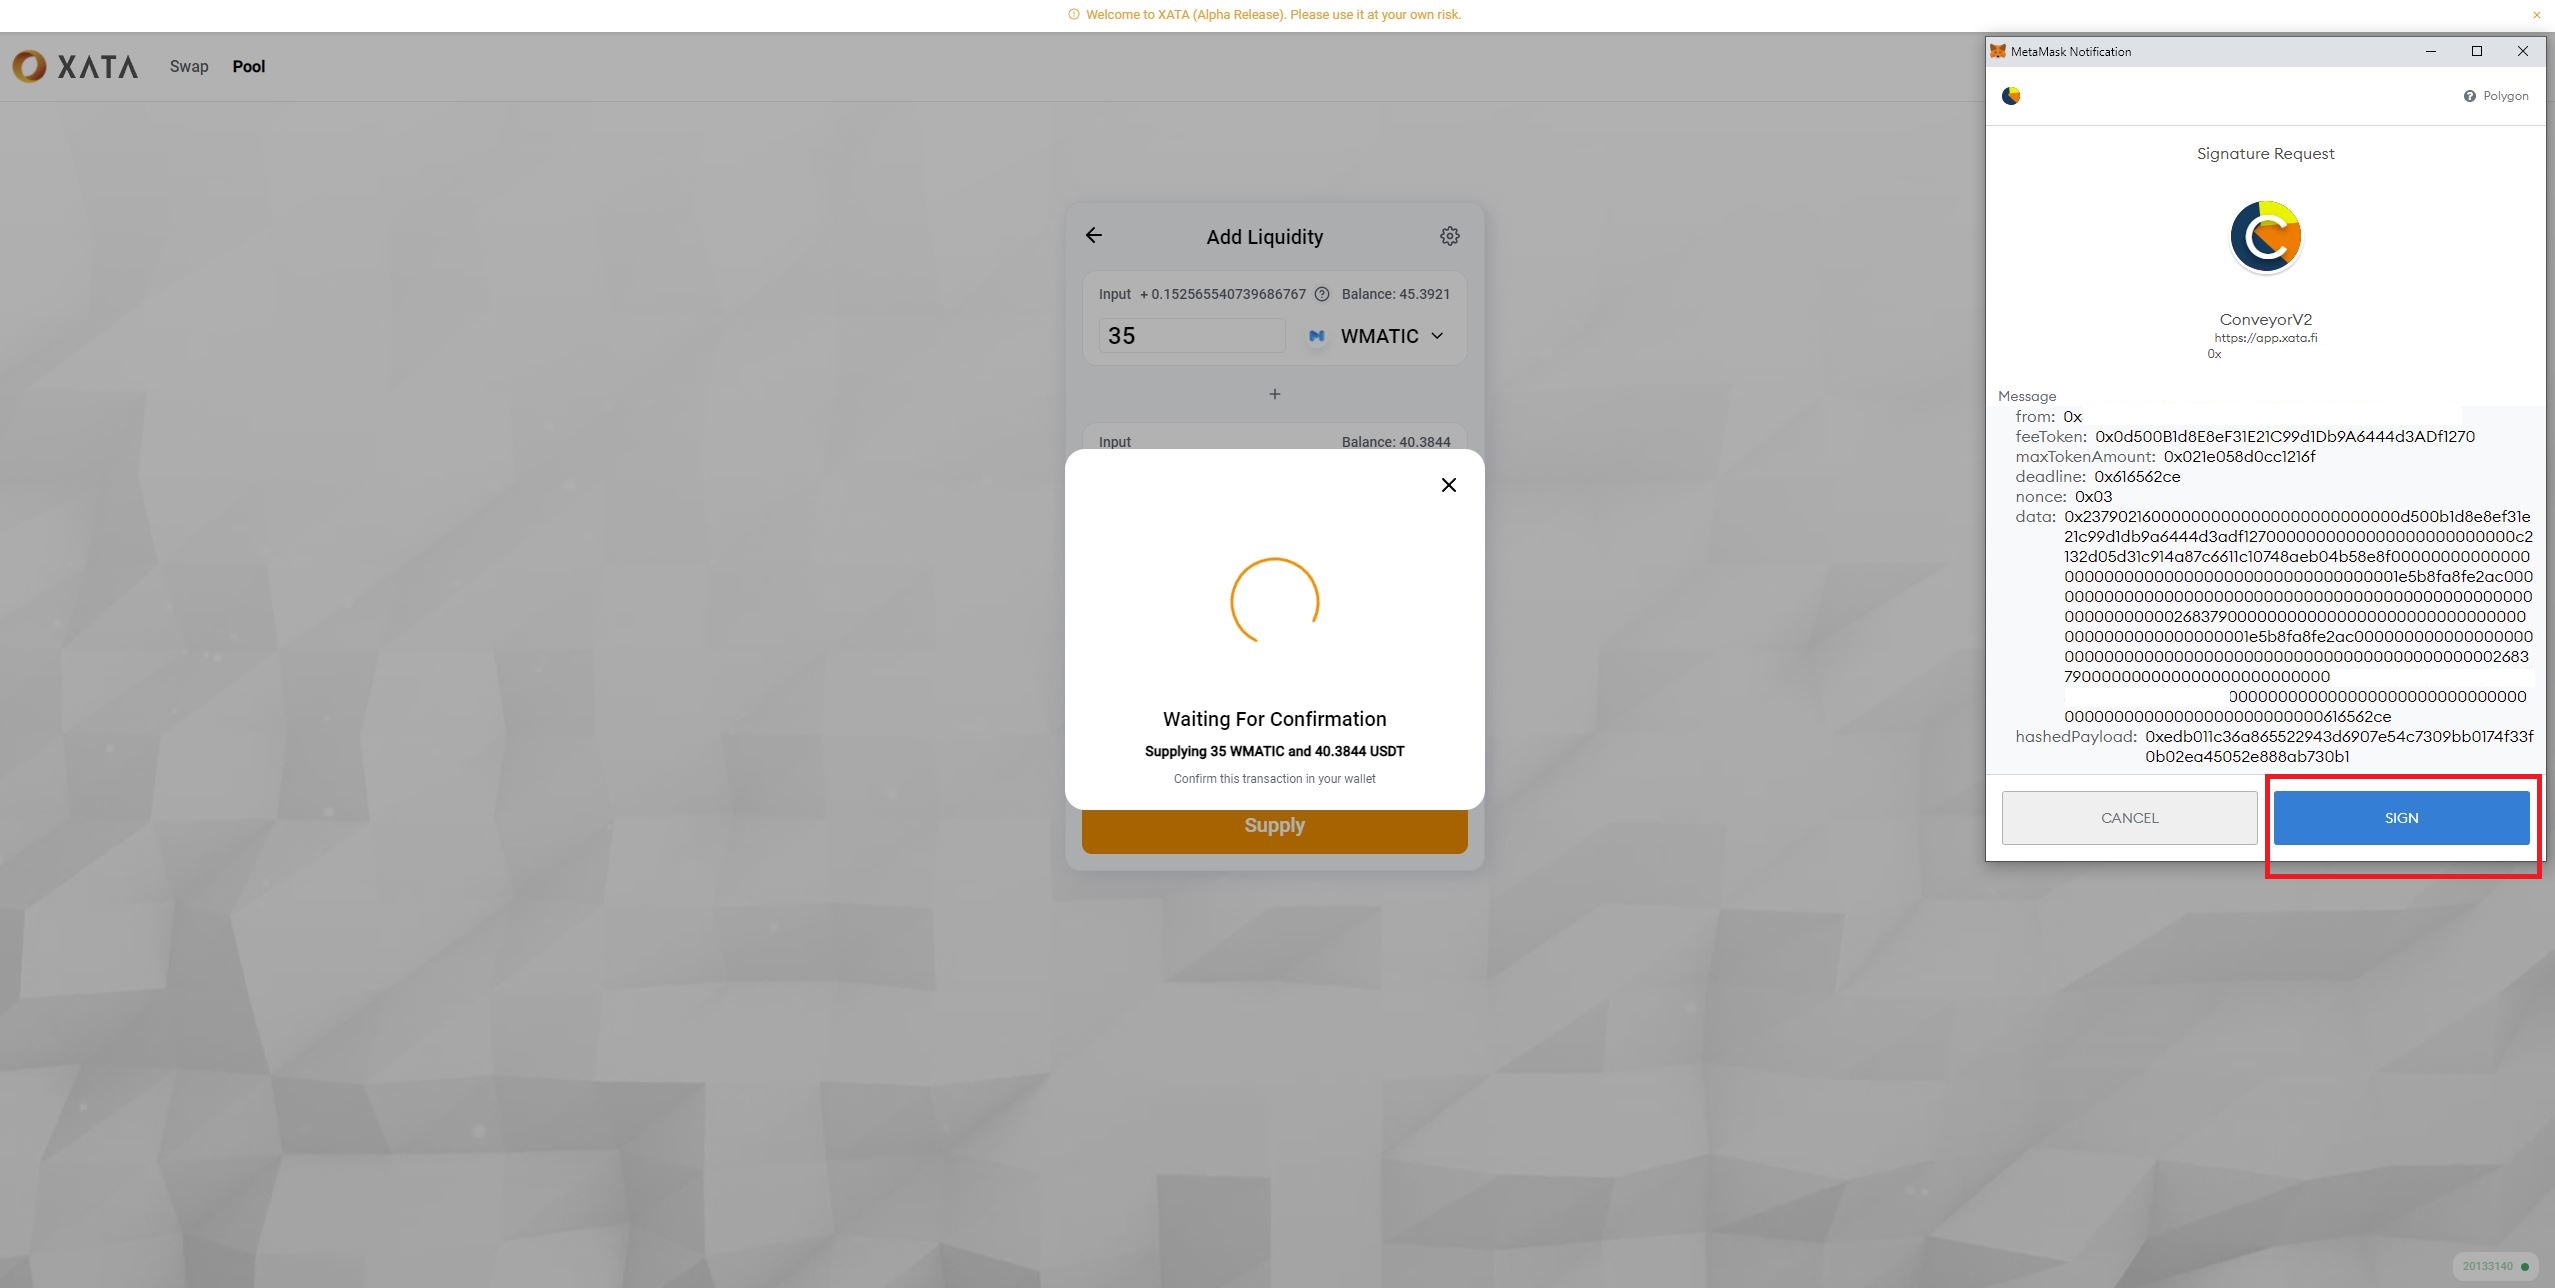 Welcome to XATA (Alpha Release). Please use it at your own risk.
XATA
Swap
Pool
Add Liquidity
Input + 0.152565540739686767 Balance: 45.3921
35
WMATIC
+
Input Balance: 40.3844
Waiting For Confirmation
Supplying 35 WMATIC and 40.3844 USDT
Confirm this transaction in your wallet
Supply
MetaMask Notification
Polygon
Signature Request
ConveyorV2
https://app.xata.fi
0x
Message
from: 0x
feeToken: 0x0d500B1d8E8eF31E21C99d1Db9A6444d3ADf1270
maxTokenAmount: 0x021e058d0cc1216f
deadline: 0x616562ce
nonce: 0x03
data:
hashedPayload: 0xedb011c36a865522943d6907e54c7309bb0174f33f
0b02ea45052e888ab730b1
CANCEL
SIGN
20133140